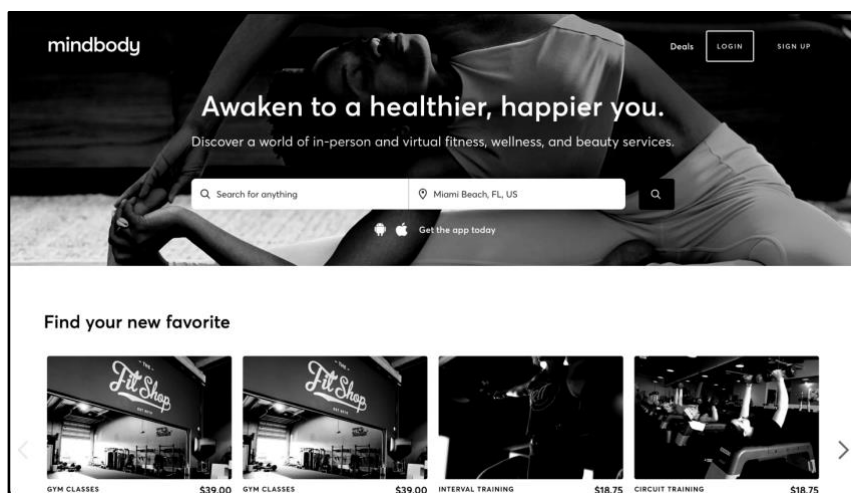 mindbody
Deals
LOGIN
SIGN UP
Awaken to a healthier, happier you.
Discover a world of in-person and virtual fitness, wellness, and beauty services.
Search for anything
Miami Beach, FL, US
Get the app today
Find your new favorite
THE
Fit Shop
THE
Fit Shop
GYM CLASSES $39.00
GYM CLASSES $39.00
INTERVAL TRAINING $18.75
CIRCUIT TRAINING $18.75